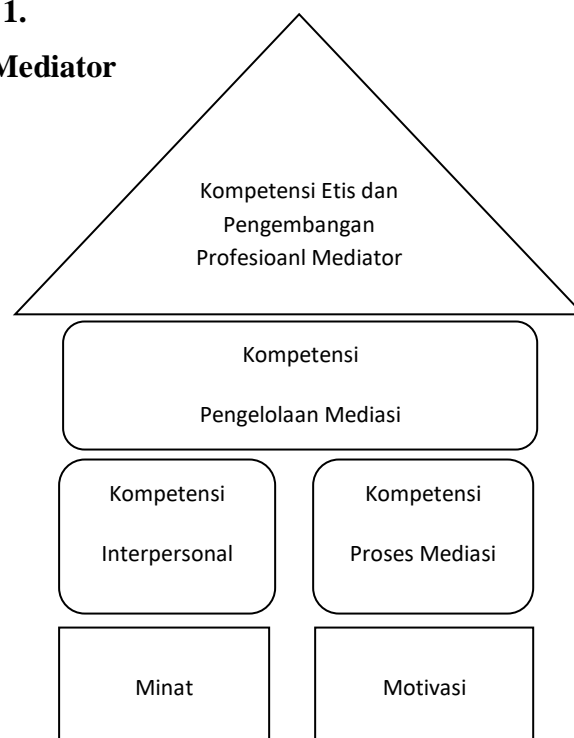 1.
Mediator
Kompetensi Etis dan
Pengembangan
Profesioanl Mediator
Kompetensi
Pengelolaan Mediasi
Kompetensi
Interpersonal
Kompetensi
Proses Mediasi
Minat
Motivasi